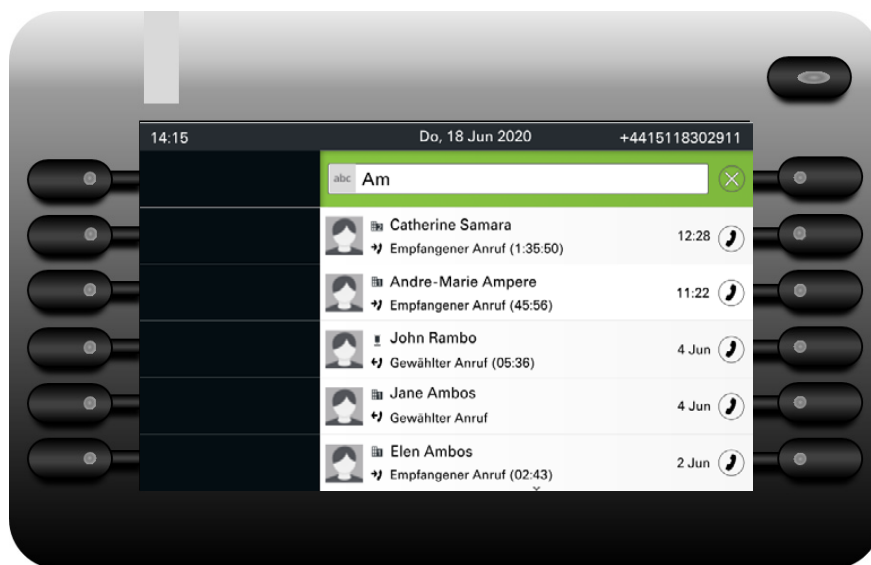 14:15 Do, 18 Jun 2020 +4415118302911
abc Am
Catherine Samara
12:28
Empfangener Anruf (1:35:50)
Andre-Marie Ampere
11:22
Empfangener Anruf (45:56)
John Rambo
4 Jun
Gewählter Anruf (05:36)
Jane Ambos
4 Jun
Gewählter Anruf
Elen Ambos
2 Jun
Empfangener Anruf (02:43)